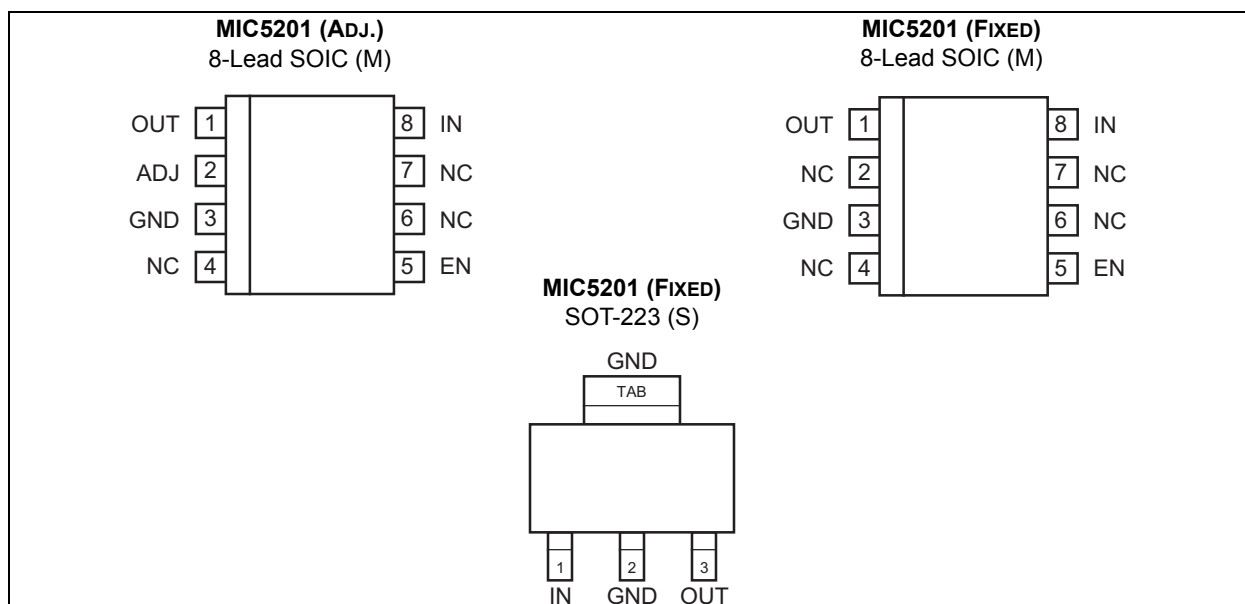 MIC5201 (ADJ.)
8-Lead SOIC (M)
OUT 1 8 IN
ADJ 2 7 NC
GND 3 6 NC
NC 4 5 EN
MIC5201 (FIXED)
8-Lead SOIC (M)
OUT 1 8 IN
NC 2 7 NC
GND 3 6 NC
NC 4 5 EN
MIC5201 (FIXED)
SOT-223 (S)
GND
TAB
1 2 3
IN GND OUT